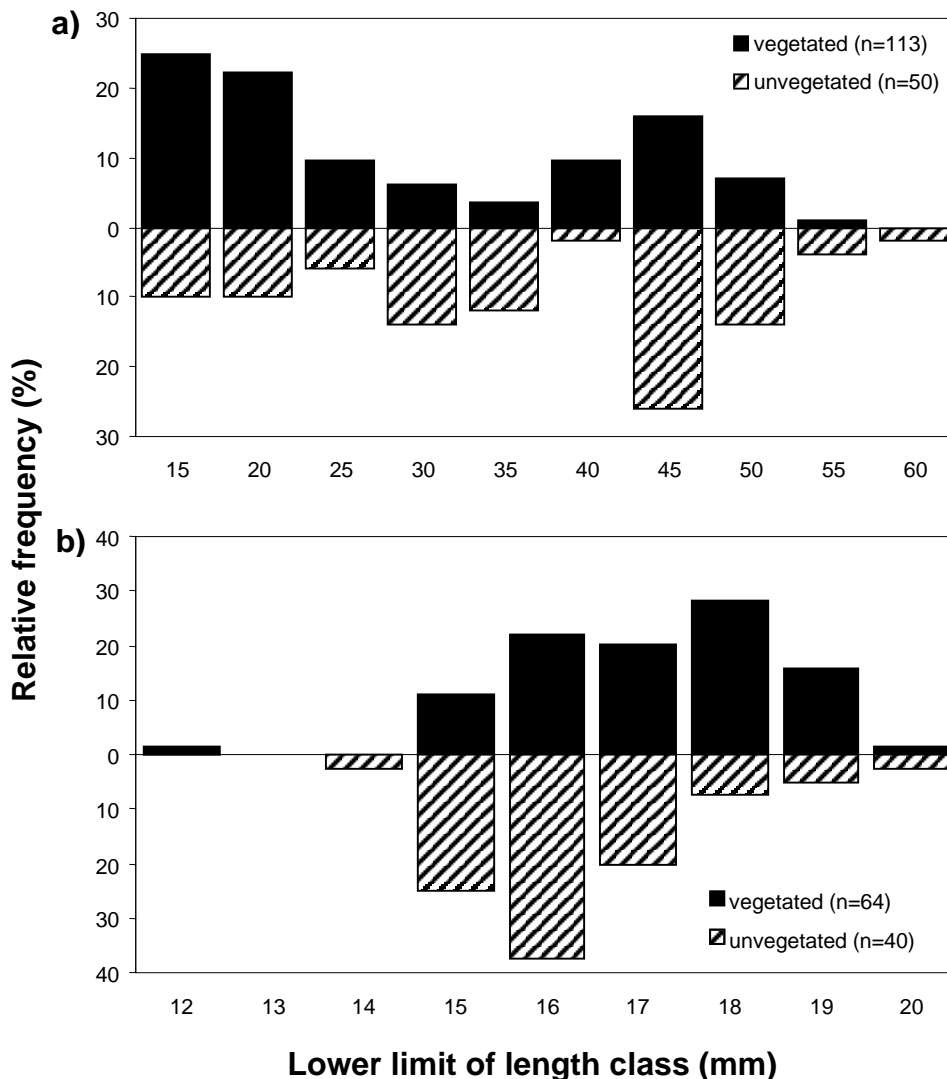 a)
30
20
10
0
10
20
30
vegetated (n=113)
unvegetated (n=50)
15 20 25 30 35 40 45 50 55 60
Relative frequency (%)
b)
40
30
20
10
0
10
20
30
40
vegetated (n=64)
unvegetated (n=40)
12 13 14 15 16 17 18 19 20
Lower limit of length class (mm)